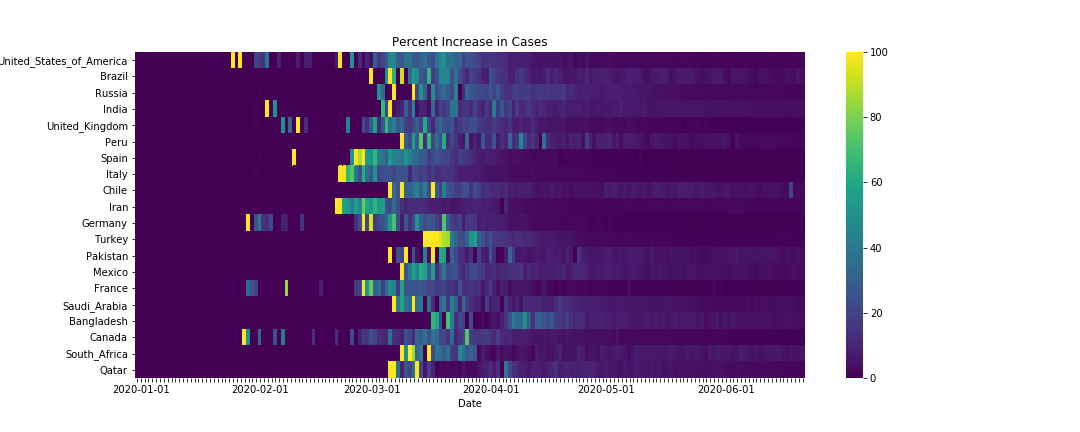 Percent Increase in Cases
United_States_of_America
Brazil
Russia
India
United_Kingdom
Peru
Spain
Italy
Chile
Iran
Germany
Turkey
Pakistan
Mexico
France
Saudi_Arabia
Bangladesh
Canada
South_Africa
Qatar
2020-01-01 2020-02-01 2020-03-01 2020-04-01 2020-05-01 2020-06-01
Date
100
80
60
40
20
0